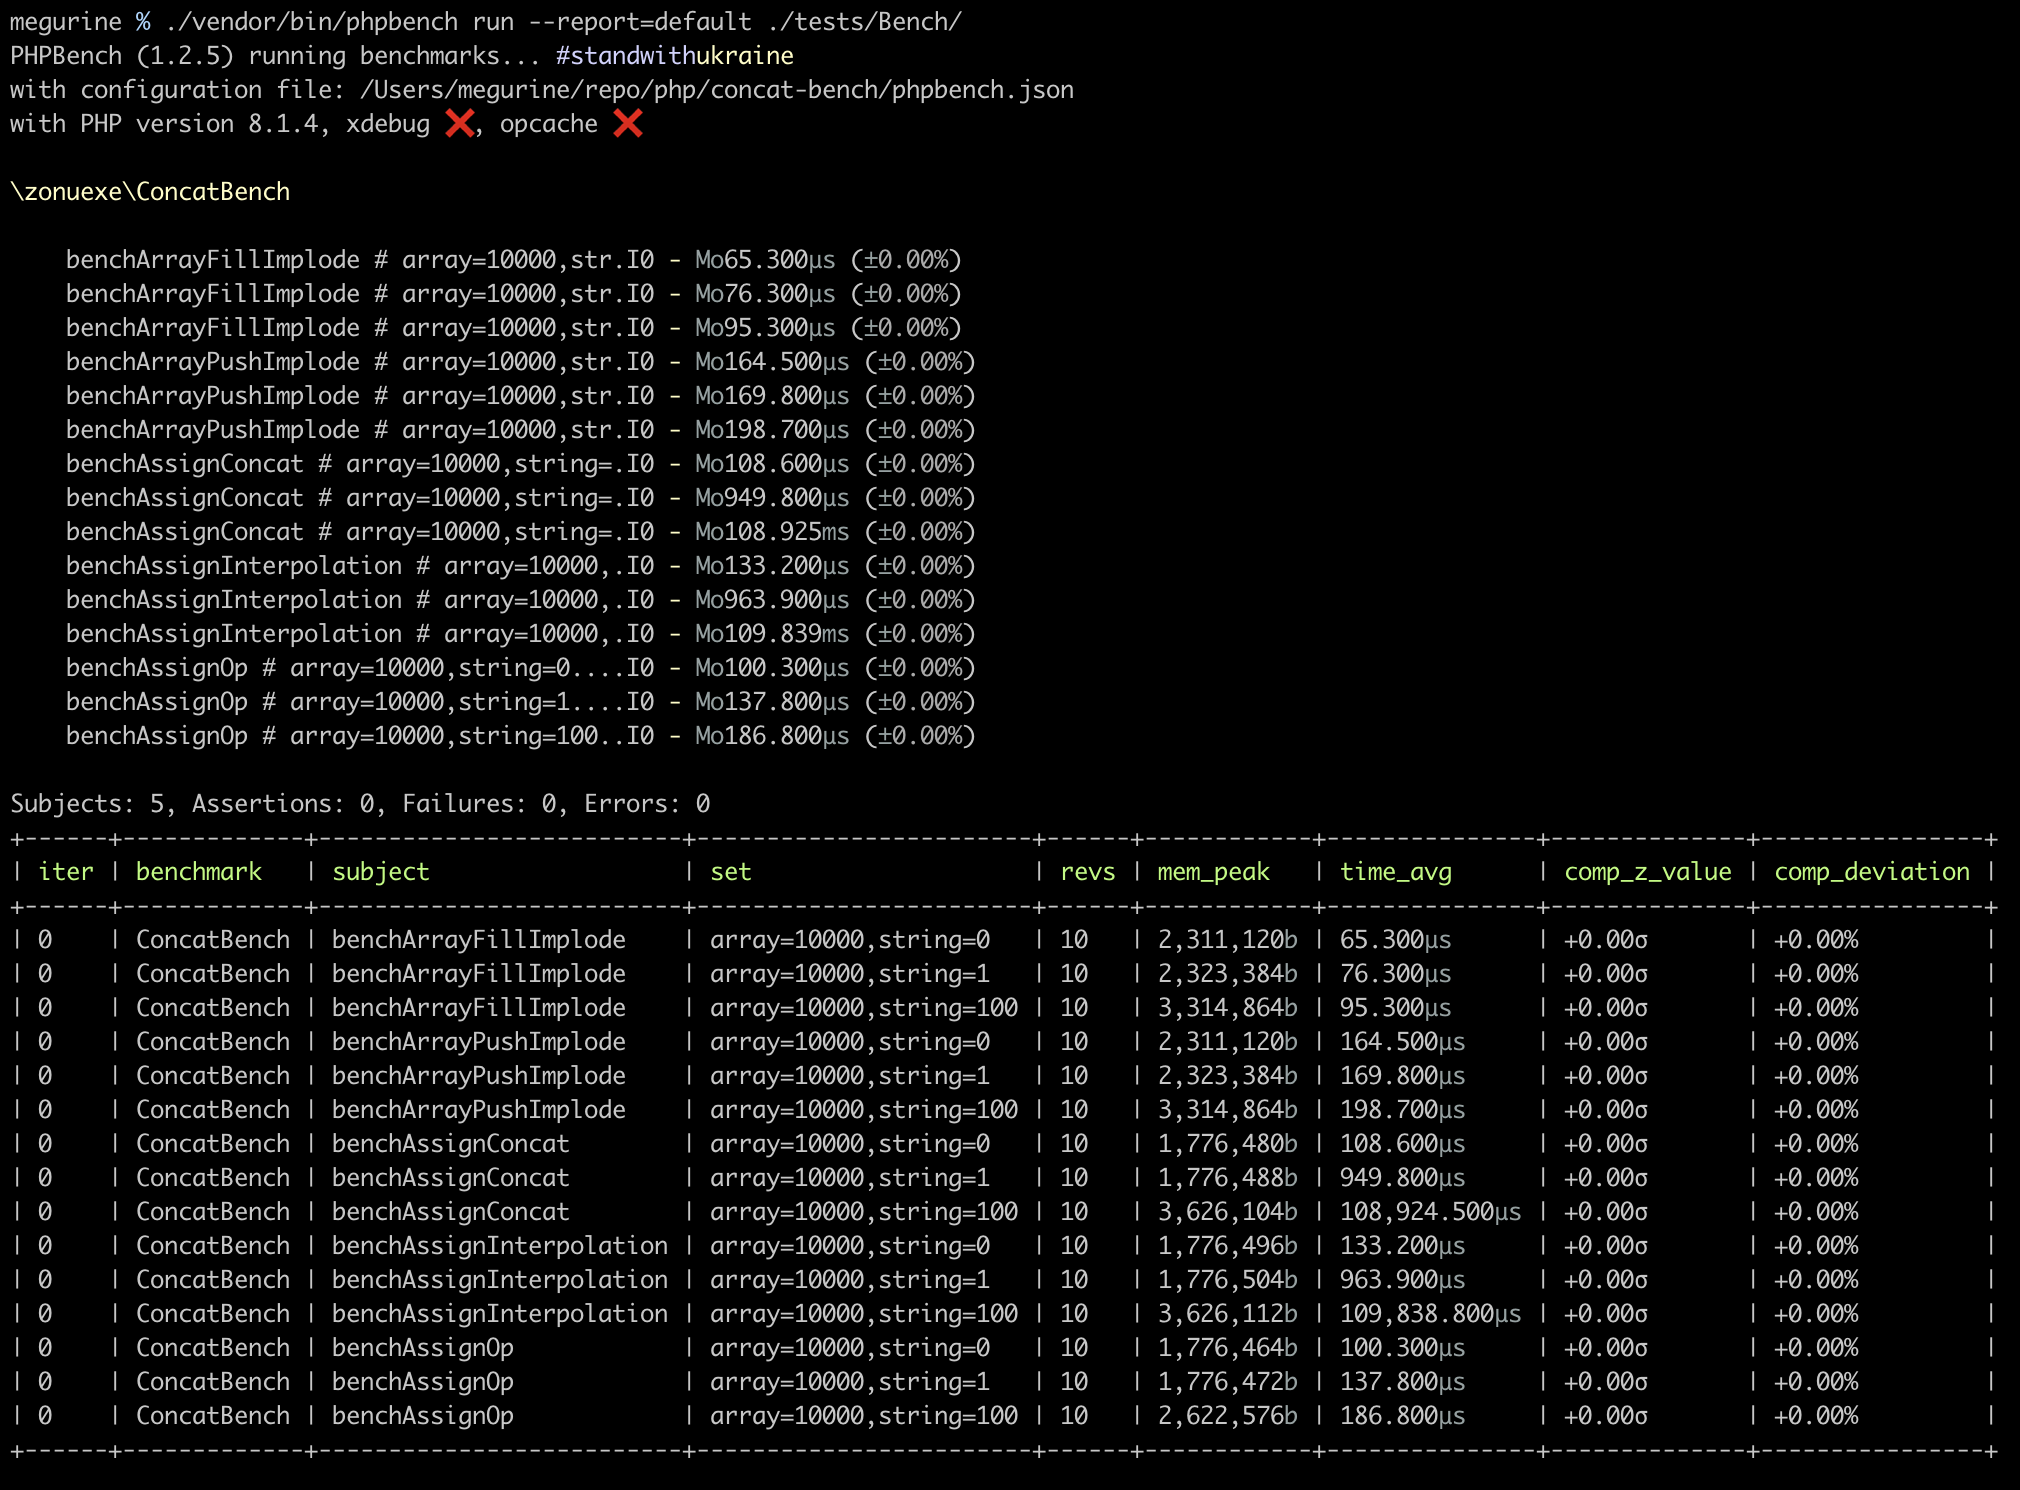 megurine % ./vendor/bin/phpbench run --report=default ./tests/Bench/
PHPBench (1.2.5) running benchmarks... #standwithukraine
with configuration file: /Users/megurine/repo/php/concat-bench/phpbench.json
with PHP version 8.1.4, xdebug ❌, opcache ❌

\zonuexe\ConcatBench

    benchArrayFillImplode # array=10000,str.I0 - Mo65.300μs (±0.00%)
    benchArrayFillImplode # array=10000,str.I0 - Mo76.300μs (±0.00%)
    benchArrayFillImplode # array=10000,str.I0 - Mo95.300μs (±0.00%)
    benchArrayPushImplode # array=10000,str.I0 - Mo164.500μs (±0.00%)
    benchArrayPushImplode # array=10000,str.I0 - Mo169.800μs (±0.00%)
    benchArrayPushImplode # array=10000,str.I0 - Mo198.700μs (±0.00%)
    benchAssignConcat # array=10000,string=.I0 - Mo108.600μs (±0.00%)
    benchAssignConcat # array=10000,string=.I0 - Mo949.800μs (±0.00%)
    benchAssignConcat # array=10000,string=.I0 - Mo108.925ms (±0.00%)
    benchAssignInterpolation # array=10000,.I0 - Mo133.200μs (±0.00%)
    benchAssignInterpolation # array=10000,.I0 - Mo963.900μs (±0.00%)
    benchAssignInterpolation # array=10000,.I0 - Mo109.839ms (±0.00%)
    benchAssignOp # array=10000,string=0....I0 - Mo100.300μs (±0.00%)
    benchAssignOp # array=10000,string=1....I0 - Mo137.800μs (±0.00%)
    benchAssignOp # array=10000,string=100..I0 - Mo186.800μs (±0.00%)

Subjects: 5, Assertions: 0, Failures: 0, Errors: 0
+------+-------------+--------------------------+------------------------+------+------------+---------------+--------------+----------------+
| iter | benchmark   | subject                  | set                    | revs | mem_peak   | time_avg      | comp_z_value | comp_deviation |
+------+-------------+--------------------------+------------------------+------+------------+---------------+--------------+----------------+
| 0    | ConcatBench | benchArrayFillImplode    | array=10000,string=0   | 10   | 2,311,120b | 65.300μs      | +0.00σ       | +0.00%         |
| 0    | ConcatBench | benchArrayFillImplode    | array=10000,string=1   | 10   | 2,323,384b | 76.300μs      | +0.00σ       | +0.00%         |
| 0    | ConcatBench | benchArrayFillImplode    | array=10000,string=100 | 10   | 3,314,864b | 95.300μs      | +0.00σ       | +0.00%         |
| 0    | ConcatBench | benchArrayPushImplode    | array=10000,string=0   | 10   | 2,311,120b | 164.500μs     | +0.00σ       | +0.00%         |
| 0    | ConcatBench | benchArrayPushImplode    | array=10000,string=1   | 10   | 2,323,384b | 169.800μs     | +0.00σ       | +0.00%         |
| 0    | ConcatBench | benchArrayPushImplode    | array=10000,string=100 | 10   | 3,314,864b | 198.700μs     | +0.00σ       | +0.00%         |
| 0    | ConcatBench | benchAssignConcat        | array=10000,string=0   | 10   | 1,776,480b | 108.600μs     | +0.00σ       | +0.00%         |
| 0    | ConcatBench | benchAssignConcat        | array=10000,string=1   | 10   | 1,776,488b | 949.800μs     | +0.00σ       | +0.00%         |
| 0    | ConcatBench | benchAssignConcat        | array=10000,string=100 | 10   | 3,626,104b | 108,924.500μs | +0.00σ       | +0.00%         |
| 0    | ConcatBench | benchAssignInterpolation | array=10000,string=0   | 10   | 1,776,496b | 133.200μs     | +0.00σ       | +0.00%         |
| 0    | ConcatBench | benchAssignInterpolation | array=10000,string=1   | 10   | 1,776,504b | 963.900μs     | +0.00σ       | +0.00%         |
| 0    | ConcatBench | benchAssignInterpolation | array=10000,string=100 | 10   | 3,626,112b | 109,838.800μs | +0.00σ       | +0.00%         |
| 0    | ConcatBench | benchAssignOp            | array=10000,string=0   | 10   | 1,776,464b | 100.300μs     | +0.00σ       | +0.00%         |
| 0    | ConcatBench | benchAssignOp            | array=10000,string=1   | 10   | 1,776,472b | 137.800μs     | +0.00σ       | +0.00%         |
| 0    | ConcatBench | benchAssignOp            | array=10000,string=100 | 10   | 2,622,576b | 186.800μs     | +0.00σ       | +0.00%         |
+------+-------------+--------------------------+------------------------+------+------------+---------------+--------------+----------------+